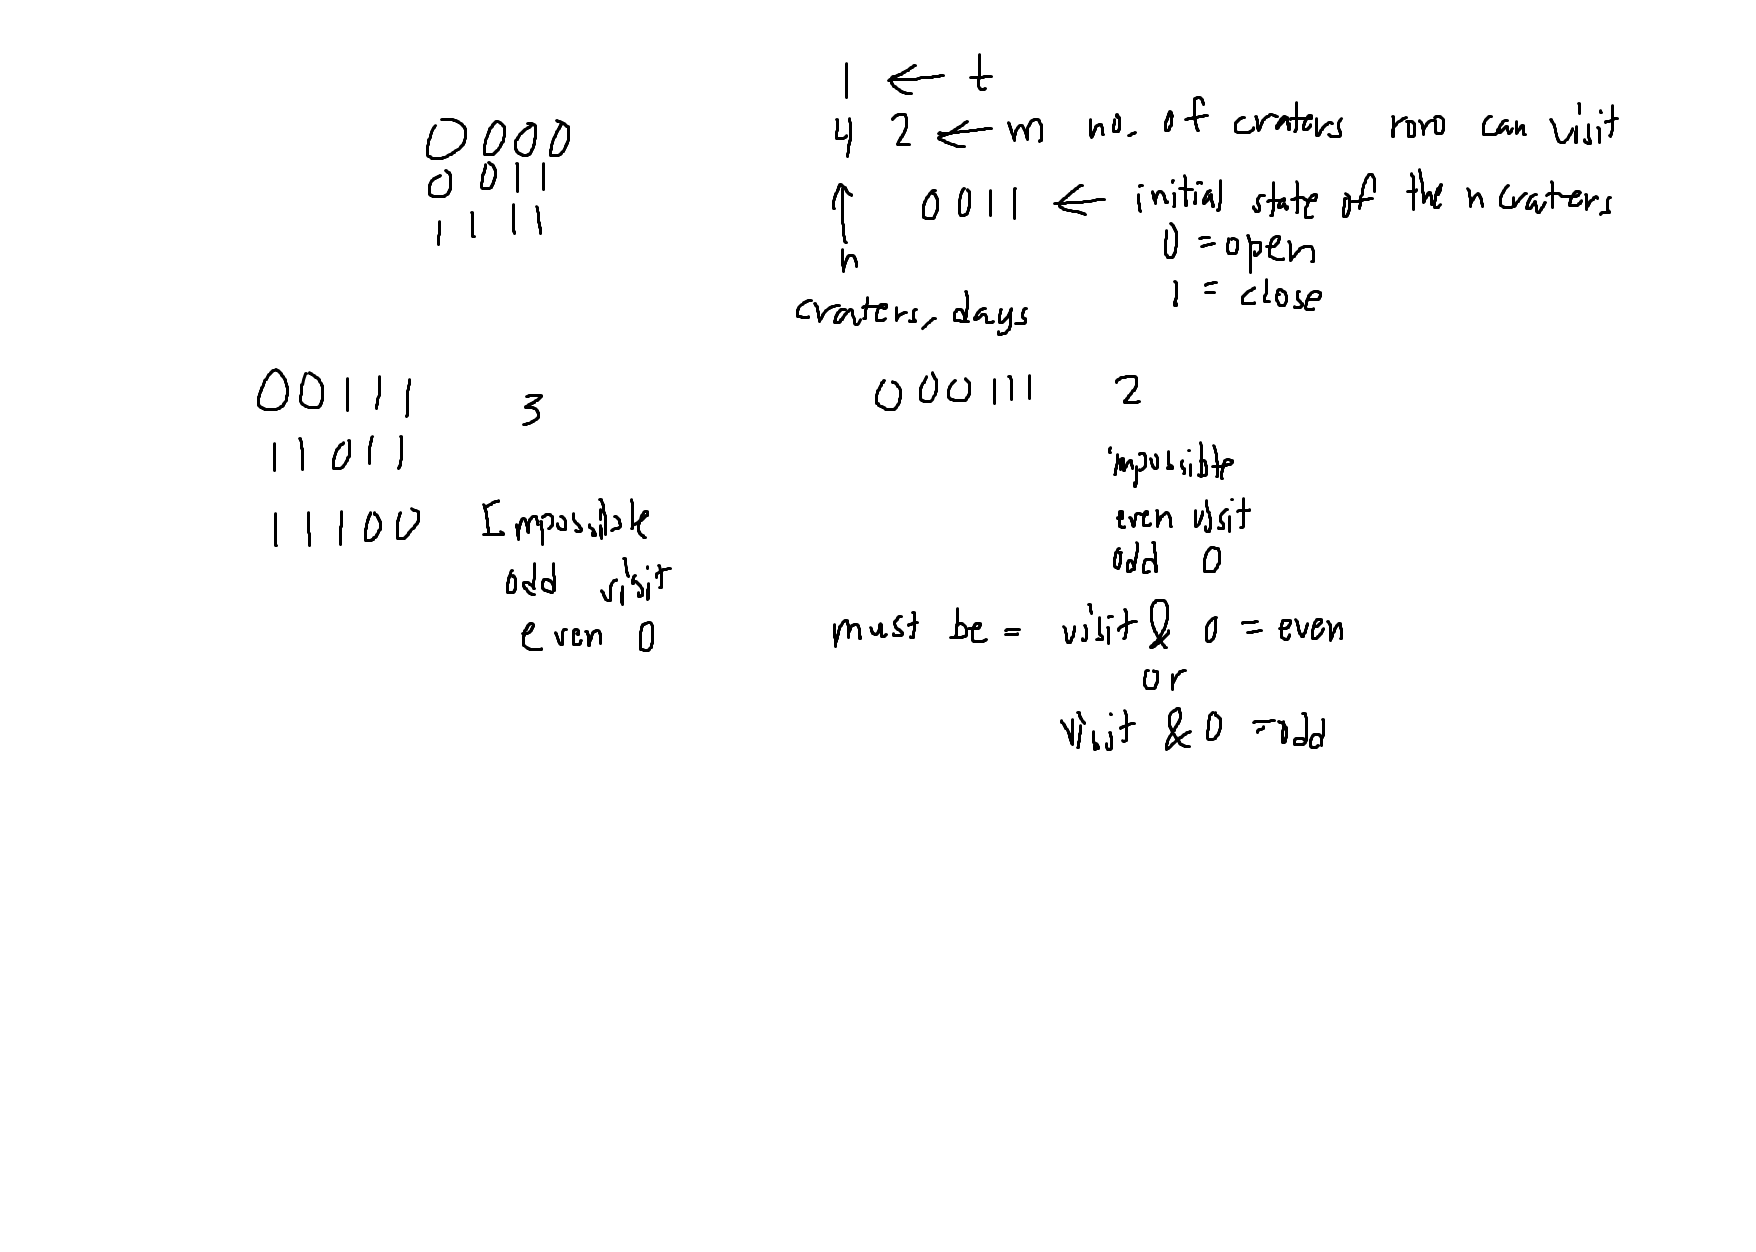 1 ← t
4 2 ← m no. of craters roro can visit
0000
0011
1111
↑ 0011 ← initial state of the n craters
n
0 = open
1 = close
craters, days
00111 3
11011
11100 Impossible
odd visit
even 0
000111 2
impossible
even visit
odd 0
must be = visit & 0 = even
or
visit & 0 = odd